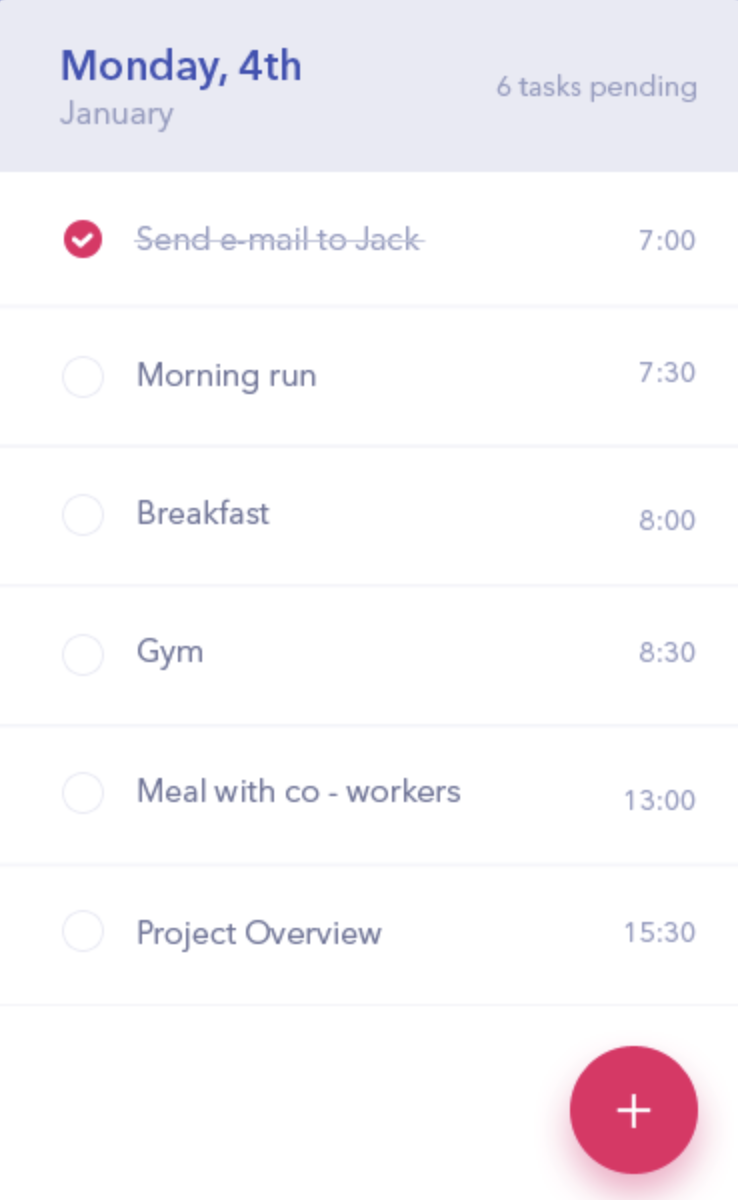 Monday, 4th
January
6 tasks pending
Send e-mail to Jack 7:00
Morning run 7:30
Breakfast 8:00
Gym 8:30
Meal with co - workers 13:00
Project Overview 15:30
+